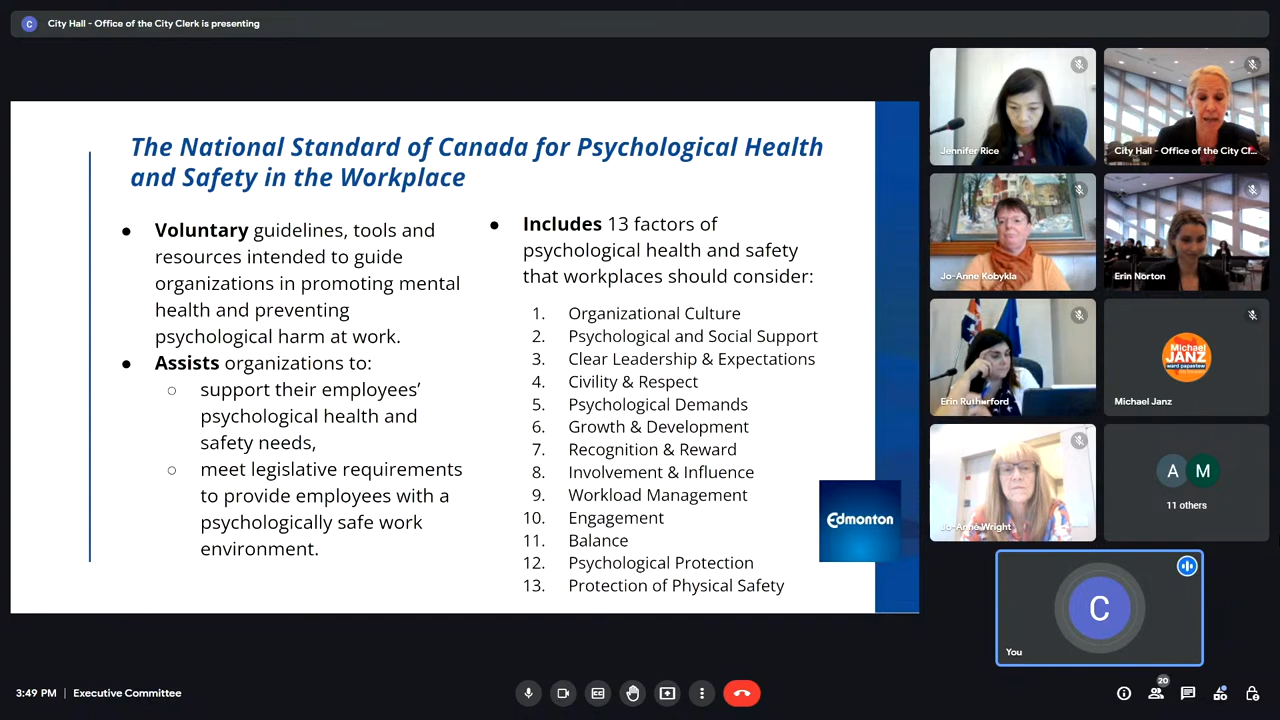 C
City Hall - Office of the City Clerk is presenting
The National Standard of Canada for Psychological Health
and Safety in the Workplace
● Voluntary guidelines, tools and
resources intended to guide
organizations in promoting mental
health and preventing
psychological harm at work.
● Assists organizations to:
○ support their employees’
psychological health and
safety needs,
○ meet legislative requirements
to provide employees with a
psychologically safe work
environment.
● Includes 13 factors of
psychological health and safety
that workplaces should consider:
1. Organizational Culture
2. Psychological and Social Support
3. Clear Leadership & Expectations
4. Civility & Respect
5. Psychological Demands
6. Growth & Development
7. Recognition & Reward
8. Involvement & Influence
9. Workload Management
10. Engagement
11. Balance
12. Psychological Protection
13. Protection of Physical Safety
Edmonton
Jennifer Rice
City Hall - Office of the City Cl...
Jo-Anne Kobylka
Erin Norton
Erin Rutherford
Michael
JANZ
ward papastew
Michael Janz
Jo-Anne Wright
A M
11 others
C
You
3:49 PM | Executive Committee
20